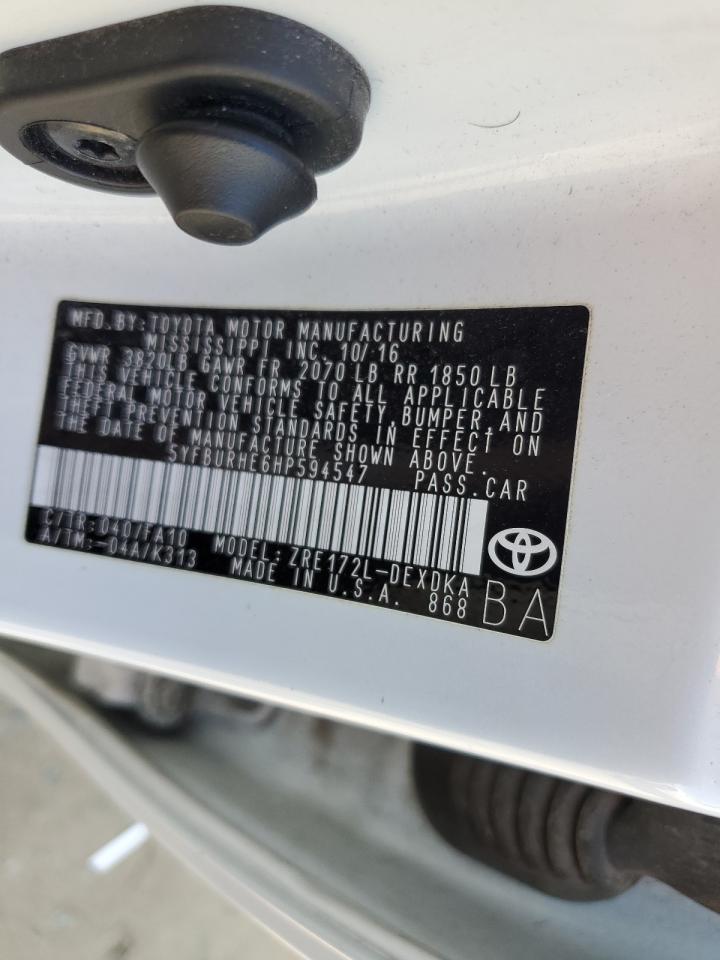 MFD.BY:TOYOTA MOTOR MANUFACTURING
MISSISSIPPI INC. 10/16
GVWR 3820LB GAWR FR 2070 LB RR 1850 LB
THIS VEHICLE CONFORMS TO ALL APPLICABLE
FEDERAL MOTOR VEHICLE SAFETY, BUMPER, AND
THEFT PREVENTION STANDARDS IN EFFECT ON
THE DATE OF MANUFACTURE SHOWN ABOVE.
5YFBURHE6HP594547 PASS.CAR
C/TR:040/FA10 MODEL:ZRE172L-DEXDKA
A/TM:-04A/K313 MADE IN U.S.A. 868 BA